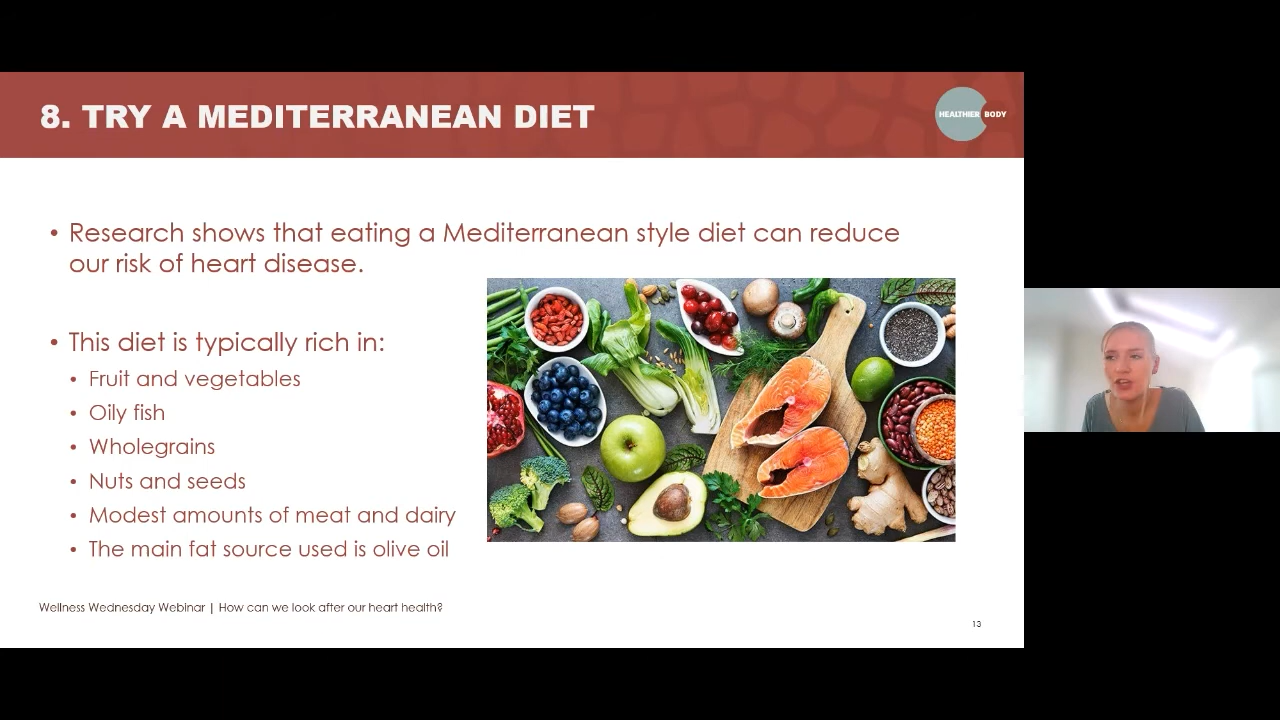 8. TRY A MEDITERRANEAN DIET
HEALTHIER BODY
• Research shows that eating a Mediterranean style diet can reduce
our risk of heart disease.
• This diet is typically rich in:
• Fruit and vegetables
• Oily fish
• Wholegrains
• Nuts and seeds
• Modest amounts of meat and dairy
• The main fat source used is olive oil
Wellness Wednesday Webinar | How can we look after our heart health?
13